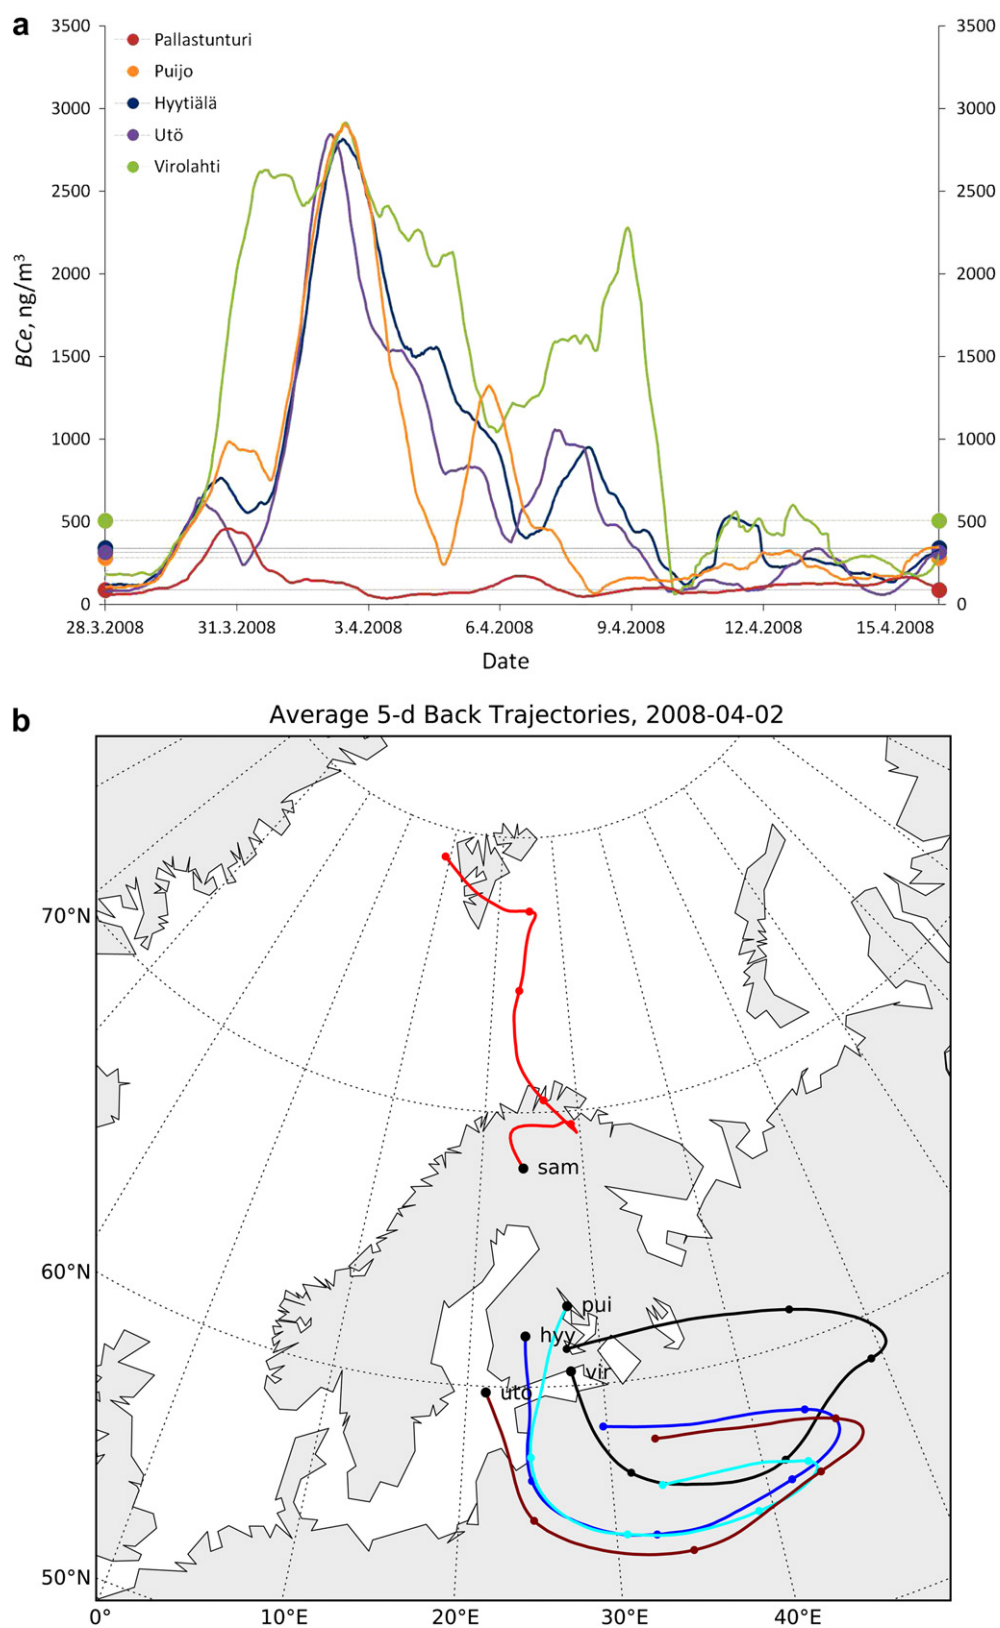 a
3500 3500
Pallastunturi
Puijo
Hyytiälä
Utö
Virolahti
3000 3000
2500 2500
2000 2000
1500 1500
1000 1000
500 500
0 0
BCe, ng/m³
28.3.2008 31.3.2008 3.4.2008 6.4.2008 9.4.2008 12.4.2008 15.4.2008
Date
b
Average 5-d Back Trajectories, 2008-04-02
70°N
sam
60°N
pui
hyy
vir
utö
50°N
0° 10°E 20°E 30°E 40°E